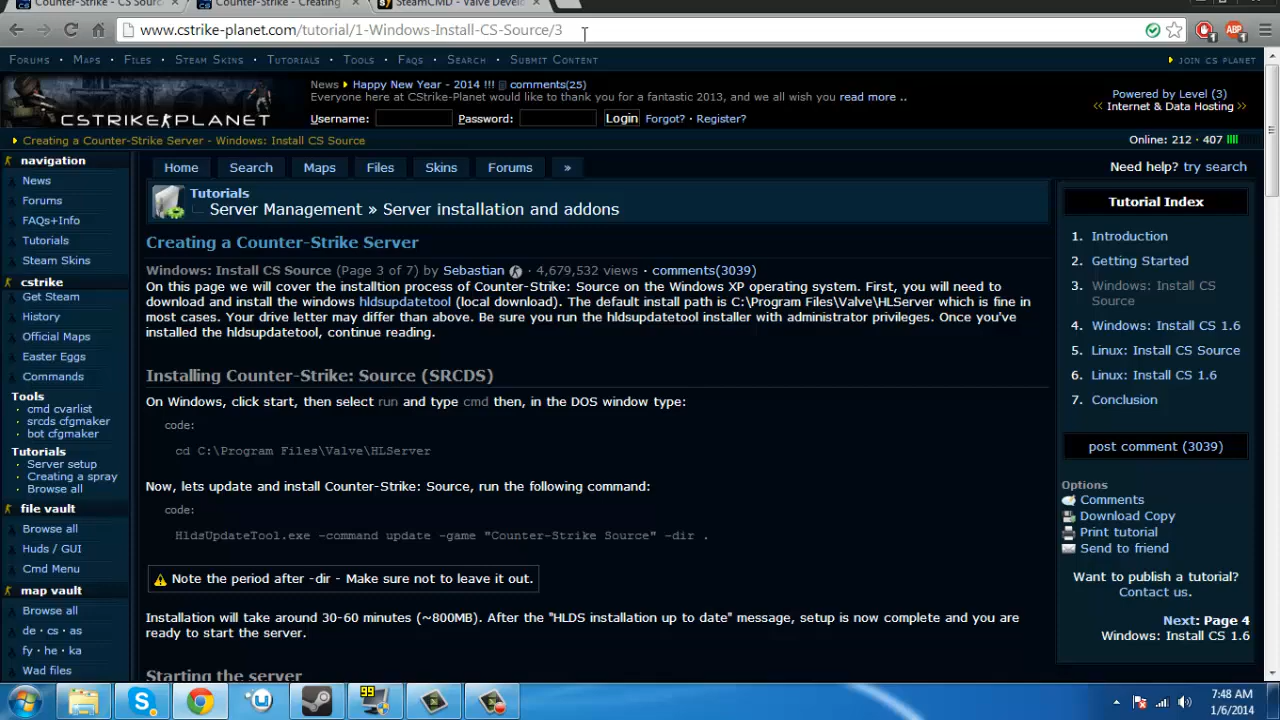 Counter-Strike - CS Sourc
Counter-Strike - Creating
SteamCMD - Valve Develo
www.cstrike-planet.com/tutorial/1-Windows-Install-CS-Source/3
FORUMS • MAPS • FILES • STEAM SKINS • TUTORIALS • TOOLS • FAQS • SEARCH • SUBMIT CONTENT
JOIN CS PLANET
CSTRIKE PLANET
News Happy New Year - 2014 !!! comments(25)
Everyone here at CStrike-Planet would like to thank you for a fantastic 2013, and we all wish you read more ..
Username: Password: Login Forgot? - Register?
Powered by Level (3)
Internet & Data Hosting
Creating a Counter-Strike Server - Windows: Install CS Source
Online: 212 · 407
navigation
News
Forums
FAQs+Info
Tutorials
Steam Skins
cstrike
Get Steam
History
Official Maps
Easter Eggs
Commands
Tools
cmd cvarlist
srcds cfgmaker
bot cfgmaker
Tutorials
Server setup
Creating a spray
Browse all
file vault
Browse all
Huds / GUI
Cmd Menu
map vault
Browse all
de • cs • as
fy • he • ka
Wad files
Home Search Maps Files Skins Forums »
Need help? try search
Tutorials
Server Management » Server installation and addons
Creating a Counter-Strike Server
Windows: Install CS Source (Page 3 of 7) by Sebastian · 4,679,532 views · comments(3039)
On this page we will cover the installtion process of Counter-Strike: Source on the Windows XP operating system. First, you will need to
download and install the windows hldsupdatetool (local download). The default install path is C:\Program Files\Valve\HLServer which is fine in
most cases. Your drive letter may differ than above. Be sure you run the hldsupdatetool installer with administrator privileges. Once you've
installed the hldsupdatetool, continue reading.
Installing Counter-Strike: Source (SRCDS)
On Windows, click start, then select run and type cmd then, in the DOS window type:
code:
cd C:\Program Files\Valve\HLServer
Now, lets update and install Counter-Strike: Source, run the following command:
code:
HldsUpdateTool.exe -command update -game "Counter-Strike Source" -dir .
Note the period after -dir - Make sure not to leave it out.
Installation will take around 30-60 minutes (~800MB). After the "HLDS installation up to date" message, setup is now complete and you are
ready to start the server.
Starting the server
Tutorial Index
1. Introduction
2. Getting Started
3. Windows: Install CS
Source
4. Windows: Install CS 1.6
5. Linux: Install CS Source
6. Linux: Install CS 1.6
7. Conclusion
post comment (3039)
Options
Comments
Download Copy
Print tutorial
Send to friend
Want to publish a tutorial?
Contact us.
Next: Page 4
Windows: Install CS 1.6
99
7:48 AM
1/6/2014